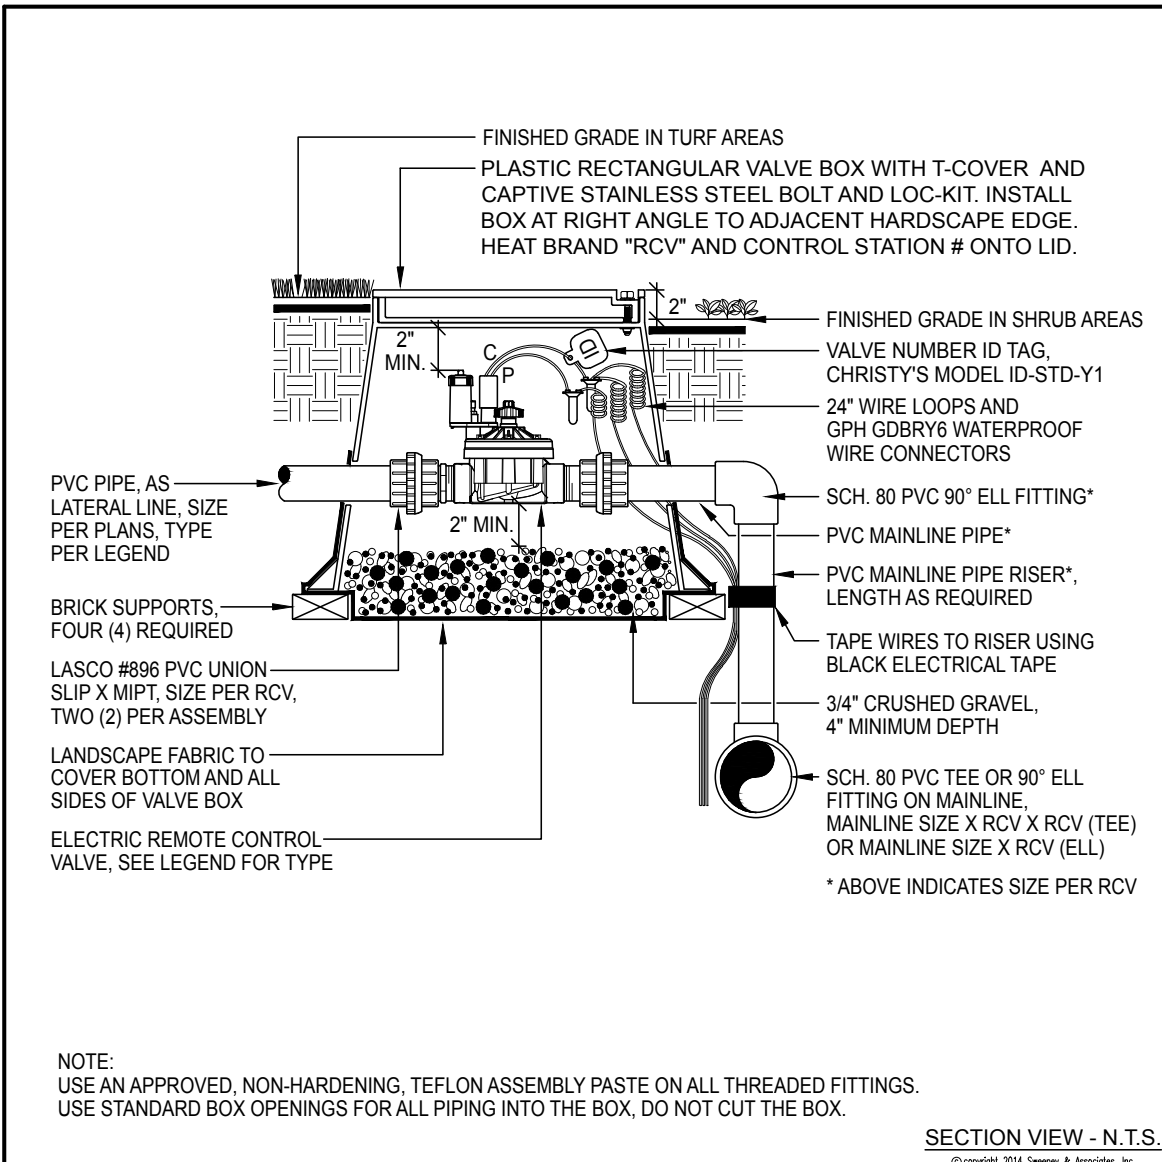 FINISHED GRADE IN TURF AREAS
PLASTIC RECTANGULAR VALVE BOX WITH T-COVER AND
CAPTIVE STAINLESS STEEL BOLT AND LOC-KIT. INSTALL
BOX AT RIGHT ANGLE TO ADJACENT HARDSCAPE EDGE.
HEAT BRAND "RCV" AND CONTROL STATION # ONTO LID.
2"
FINISHED GRADE IN SHRUB AREAS
2"
MIN.
C
P
ID
VALVE NUMBER ID TAG,
CHRISTY'S MODEL ID-STD-Y1
24" WIRE LOOPS AND
GPH GDBRY6 WATERPROOF
WIRE CONNECTORS
PVC PIPE, AS
LATERAL LINE, SIZE
PER PLANS, TYPE
PER LEGEND
SCH. 80 PVC 90° ELL FITTING*
2" MIN.
PVC MAINLINE PIPE*
PVC MAINLINE PIPE RISER*,
LENGTH AS REQUIRED
BRICK SUPPORTS,
FOUR (4) REQUIRED
TAPE WIRES TO RISER USING
BLACK ELECTRICAL TAPE
LASCO #896 PVC UNION
SLIP X MIPT, SIZE PER RCV,
TWO (2) PER ASSEMBLY
3/4" CRUSHED GRAVEL,
4" MINIMUM DEPTH
LANDSCAPE FABRIC TO
COVER BOTTOM AND ALL
SIDES OF VALVE BOX
SCH. 80 PVC TEE OR 90° ELL
FITTING ON MAINLINE,
MAINLINE SIZE X RCV X RCV (TEE)
OR MAINLINE SIZE X RCV (ELL)
ELECTRIC REMOTE CONTROL
VALVE, SEE LEGEND FOR TYPE
* ABOVE INDICATES SIZE PER RCV
NOTE:
USE AN APPROVED, NON-HARDENING, TEFLON ASSEMBLY PASTE ON ALL THREADED FITTINGS.
USE STANDARD BOX OPENINGS FOR ALL PIPING INTO THE BOX, DO NOT CUT THE BOX.
SECTION VIEW - N.T.S.
© copyright 2014 Sweeney & Associates, Inc.